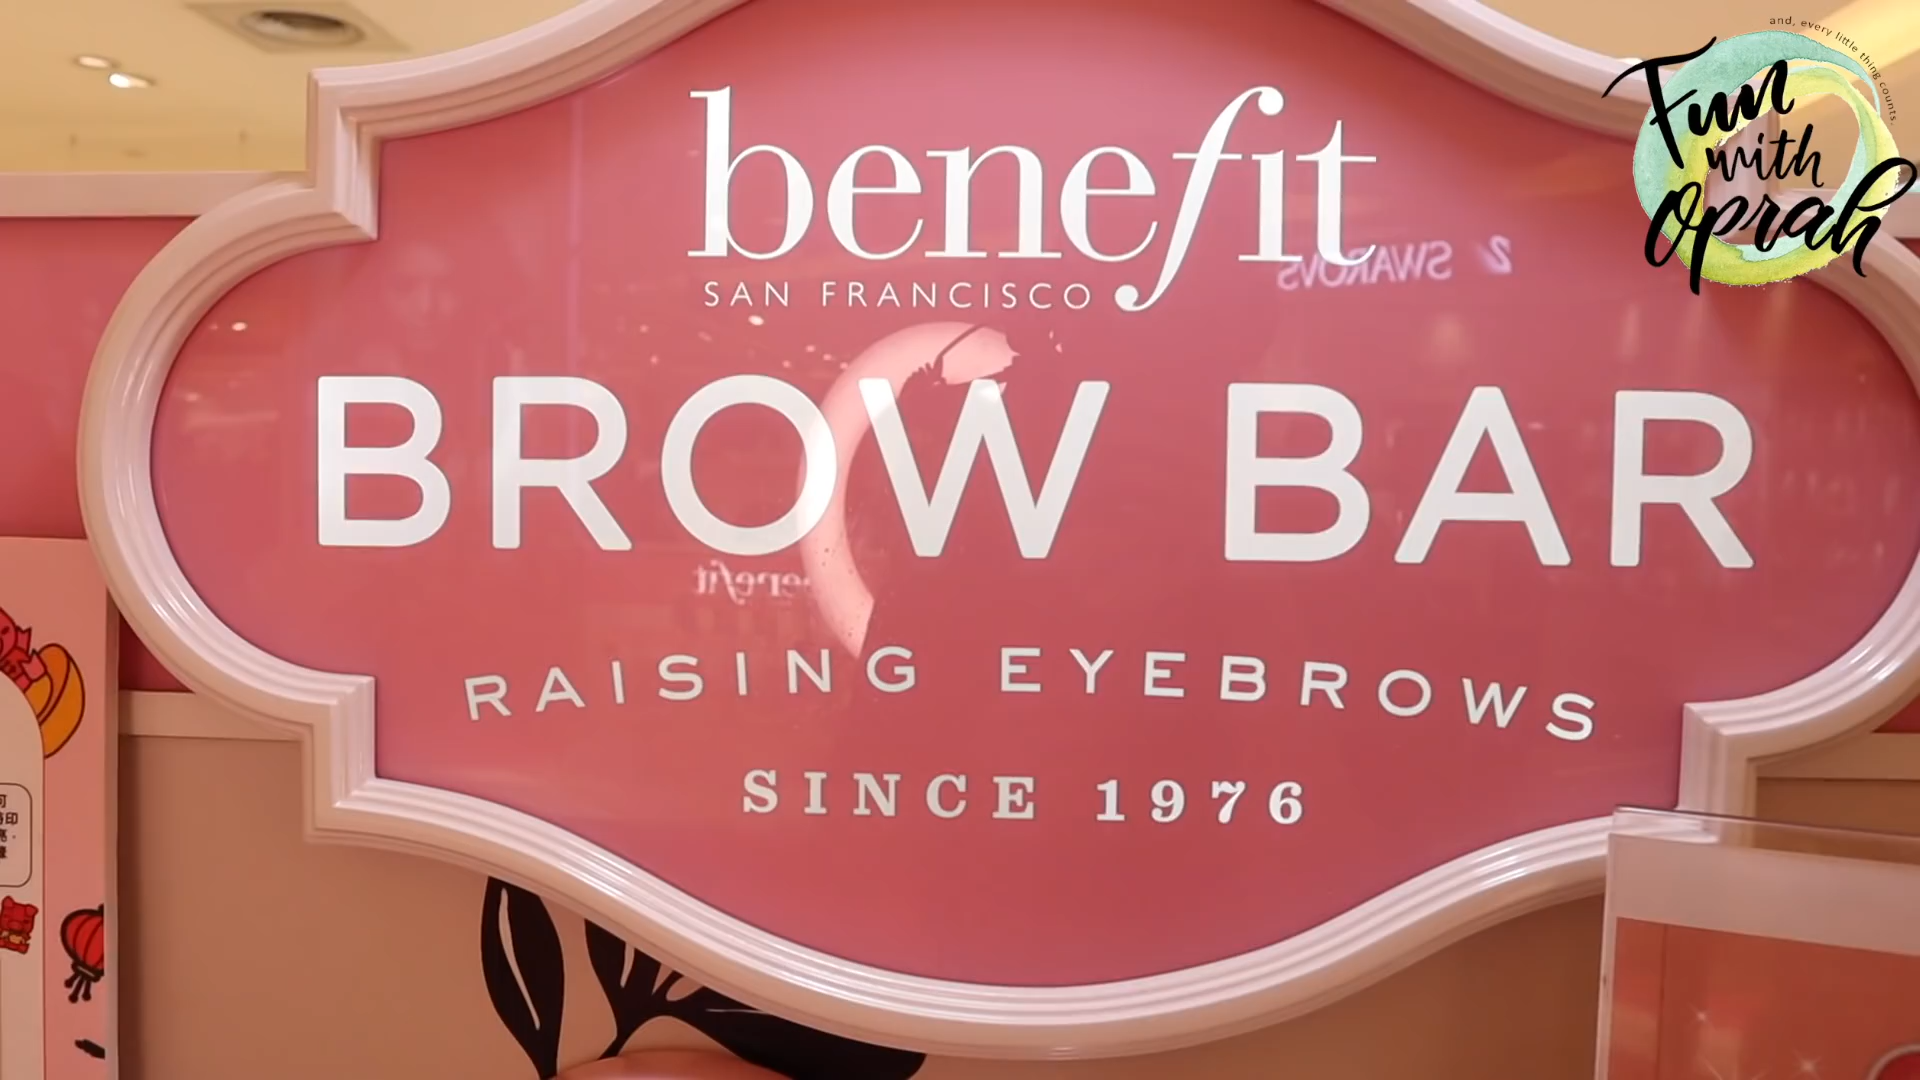 and, every little thing counts.
Fun
with
Oprah
benefit
SAN FRANCISCO
BROW BAR
RAISING EYEBROWS
SINCE 1976